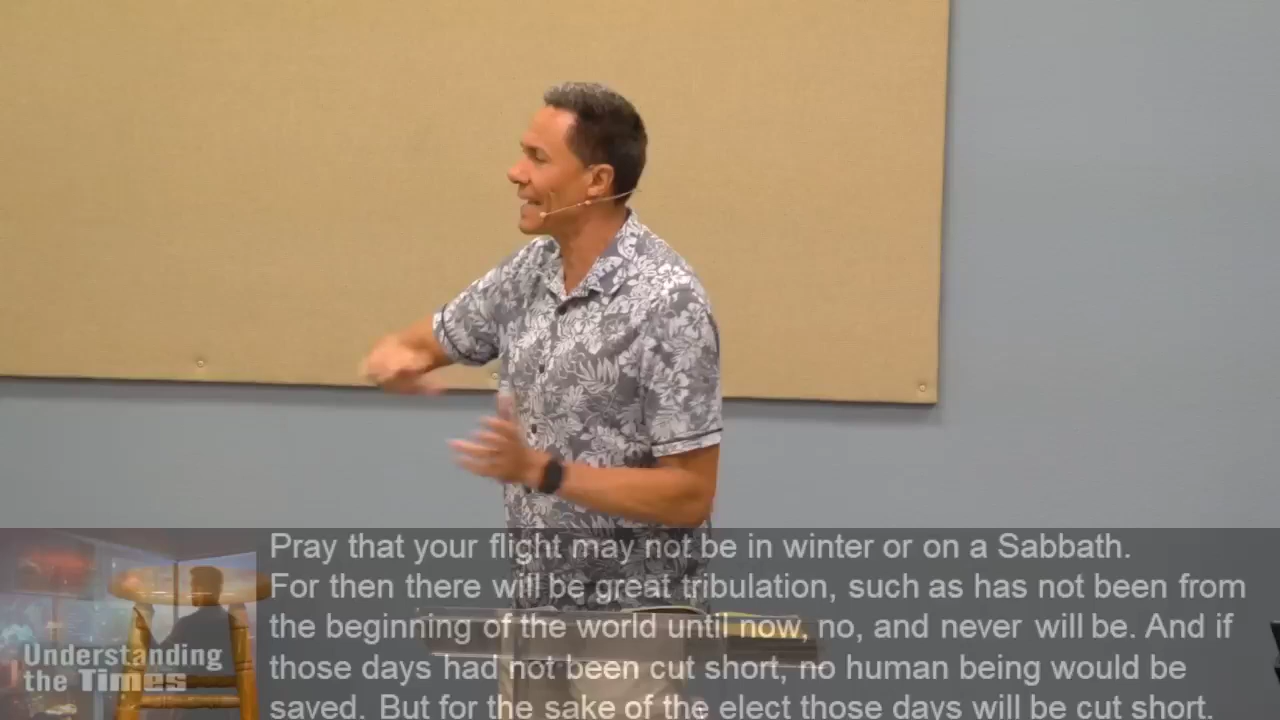 Pray that your flight may not be in winter or on a Sabbath.
For then there will be great tribulation, such as has not been from
the beginning of the world until now, no, and never will be. And if
those days had not been cut short, no human being would be
saved. But for the sake of the elect those days will be cut short.
Understanding
the Times